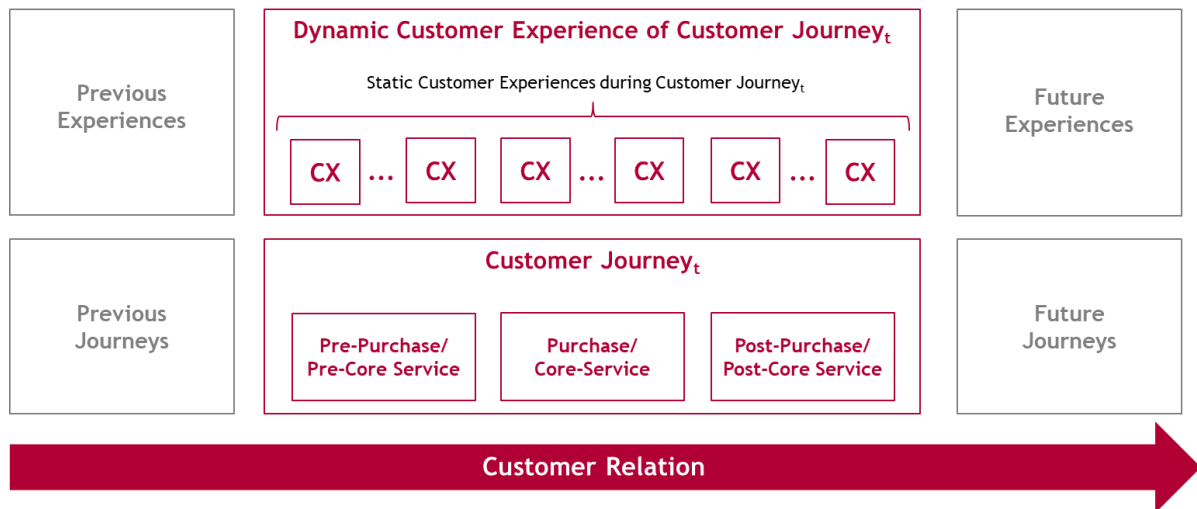 Previous
Experiences
Dynamic Customer Experience of Customer Journeyt
Static Customer Experiences during Customer Journeyt
CX ... CX CX ... CX CX ... CX
Future
Experiences
Previous
Journeys
Customer Journeyt
Pre-Purchase/
Pre-Core Service
Purchase/
Core-Service
Post-Purchase/
Post-Core Service
Future
Journeys
Customer Relation